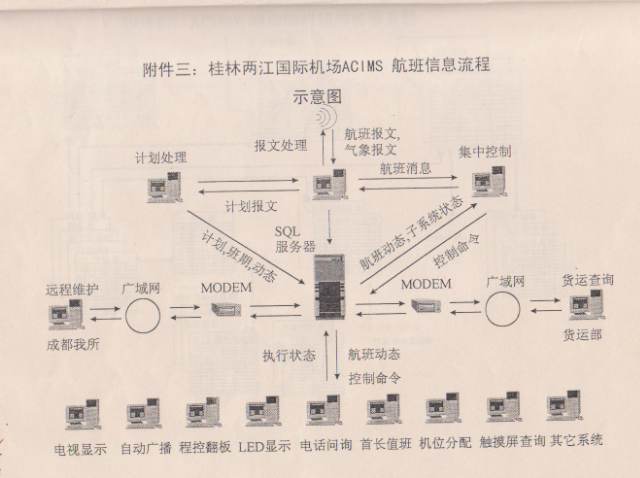 附件三：桂林两江国际机场ACIMS 航班信息流程
示意图
报文处理
航班报文,
气象报文
计划处理
航班消息
集中控制
计划报文
SQL
服务器
计划,班期,动态
航班动态,子系统状态
控制命令
远程维护
广域网
MODEM
MODEM
广域网
货运查询
成都我所
货运部
执行状态
航班动态
控制命令
电视显示
自动广播
程控翻板
LED显示
电话问询
首长值班
机位分配
触摸屏查询
其它系统